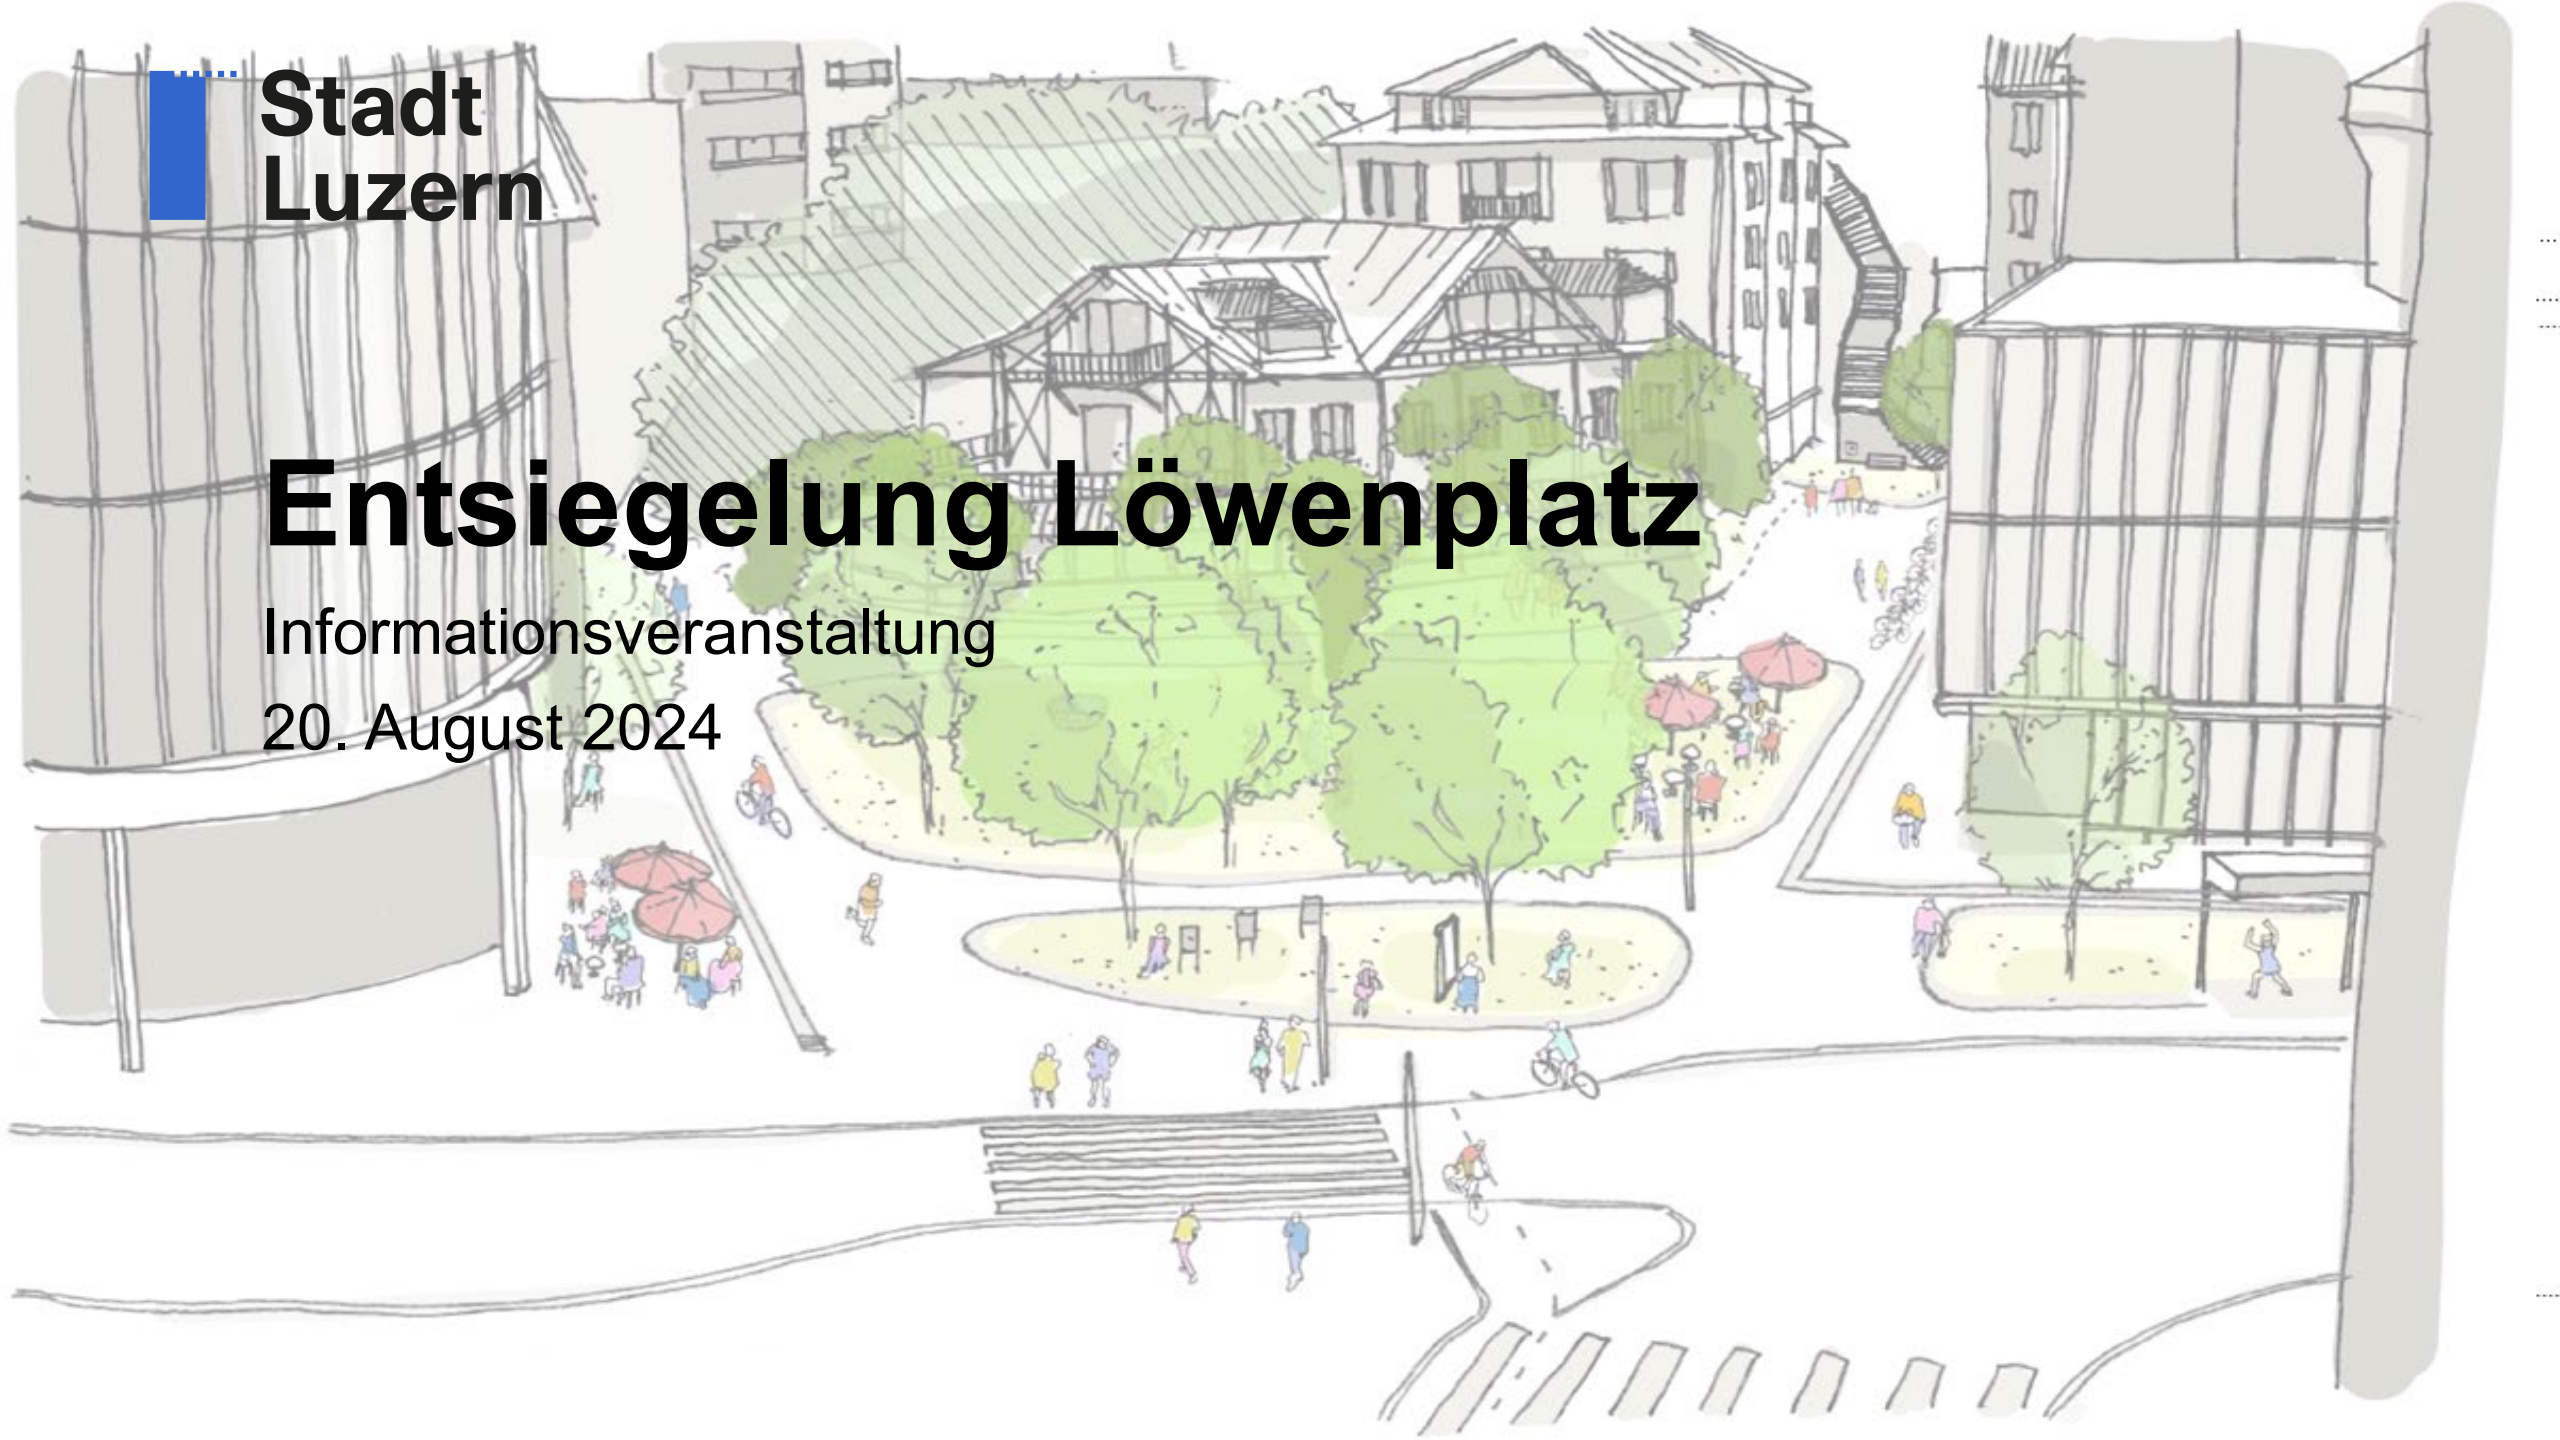 Stadt
Luzern
Entsiegelung Löwenplatz
Informationsveranstaltung
20. August 2024